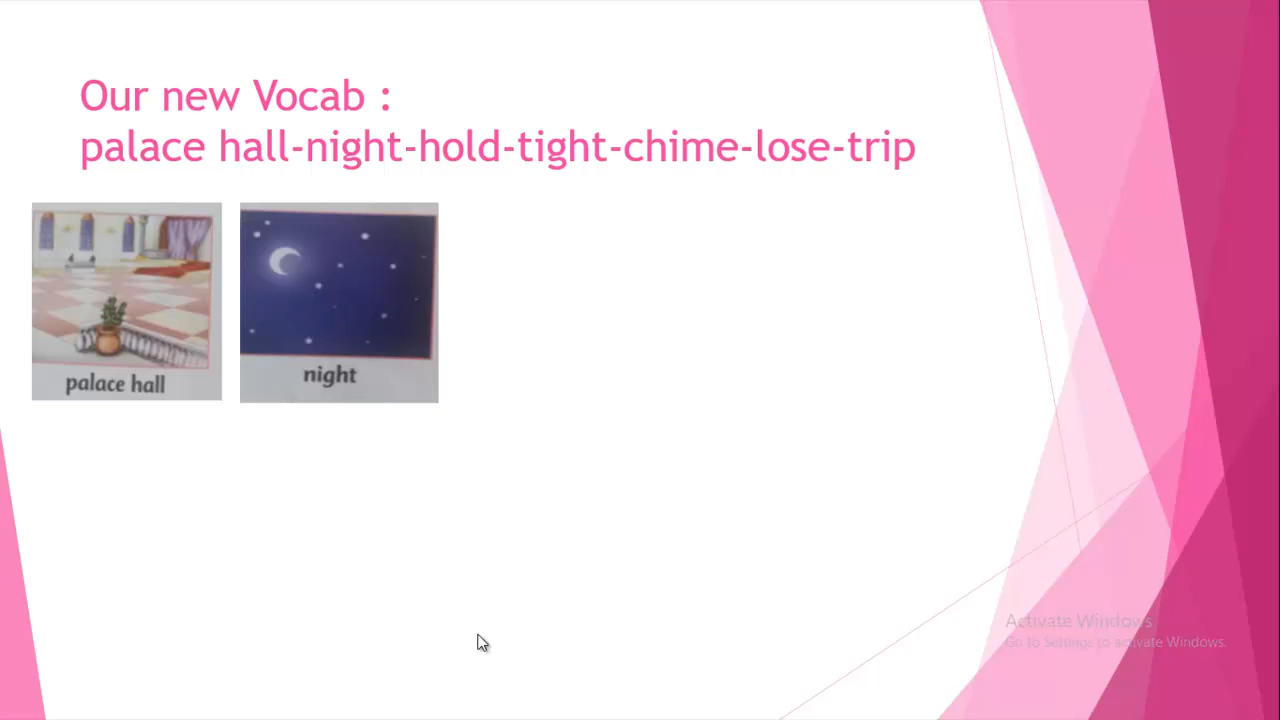 Our new Vocab :
palace hall-night-hold-tight-chime-lose-trip
palace hall
night
Activate Windows
Go to Settings to activate Windows.